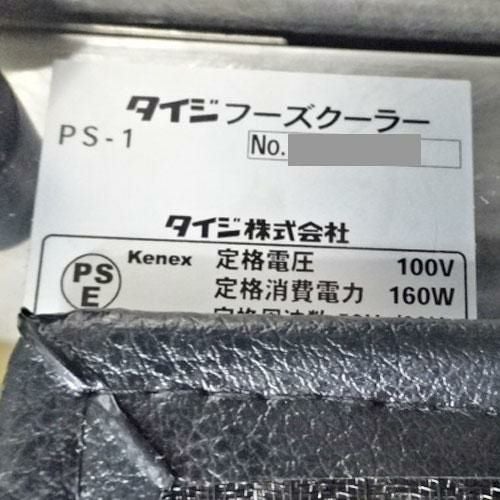 タイジフーズクーラー
PS-1
No.
タイジ株式会社
PS
E
Kenex
定格電圧 100V
定格消費電力 160W